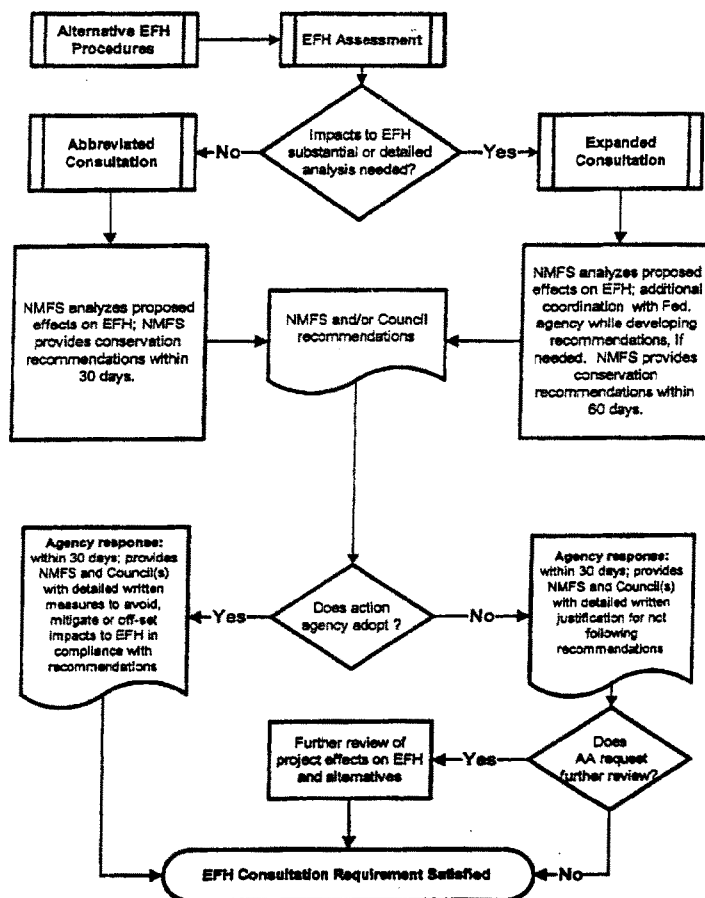 Alternative EFH
Procedures
EFH Assessment
Impacts to EFH
substantial or detailed
analysis needed?
No
Yes
Abbreviated
Consultation
Expanded
Consultation
NMFS analyzes proposed
effects on EFH; NMFS
provides conservation
recommendations within
30 days.
NMFS and/or Council
recommendations
NMFS analyzes proposed
effects on EFH; additional
coordination with Fed.
agency while developing
recommendations, If
needed. NMFS provides
conservation
recommendations within
60 days.
Agency response:
within 30 days; provides
NMFS and Council(s)
with detailed written
measures to avoid,
mitigate or off-set
impacts to EFH in
compliance with
recommendations
Yes
Does action
agency adopt ?
No
Agency response:
within 30 days; provides
NMFS and Council(s)
with detailed written
justification for not
following
recommendations
Further review of
project effects on EFH
and alternatives
Yes
Does
AA request
further review?
No
EFH Consultation Requirement Satisfied